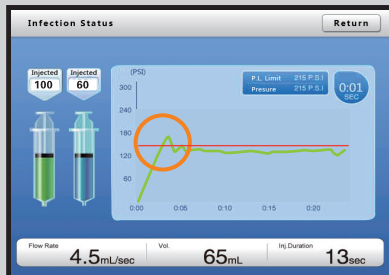 Infection Status
Return
Injected
100
Injected
60
(PSI)
300
240
180
120
60
0:00
0:05
0:10
0:15
0:20
P.L. Limit 215 P.S.I
Presure 215 P.S.I
0:01
SEC
Flow Rate
4.5mL/sec
Vol.
65mL
Inj.Duration
13sec